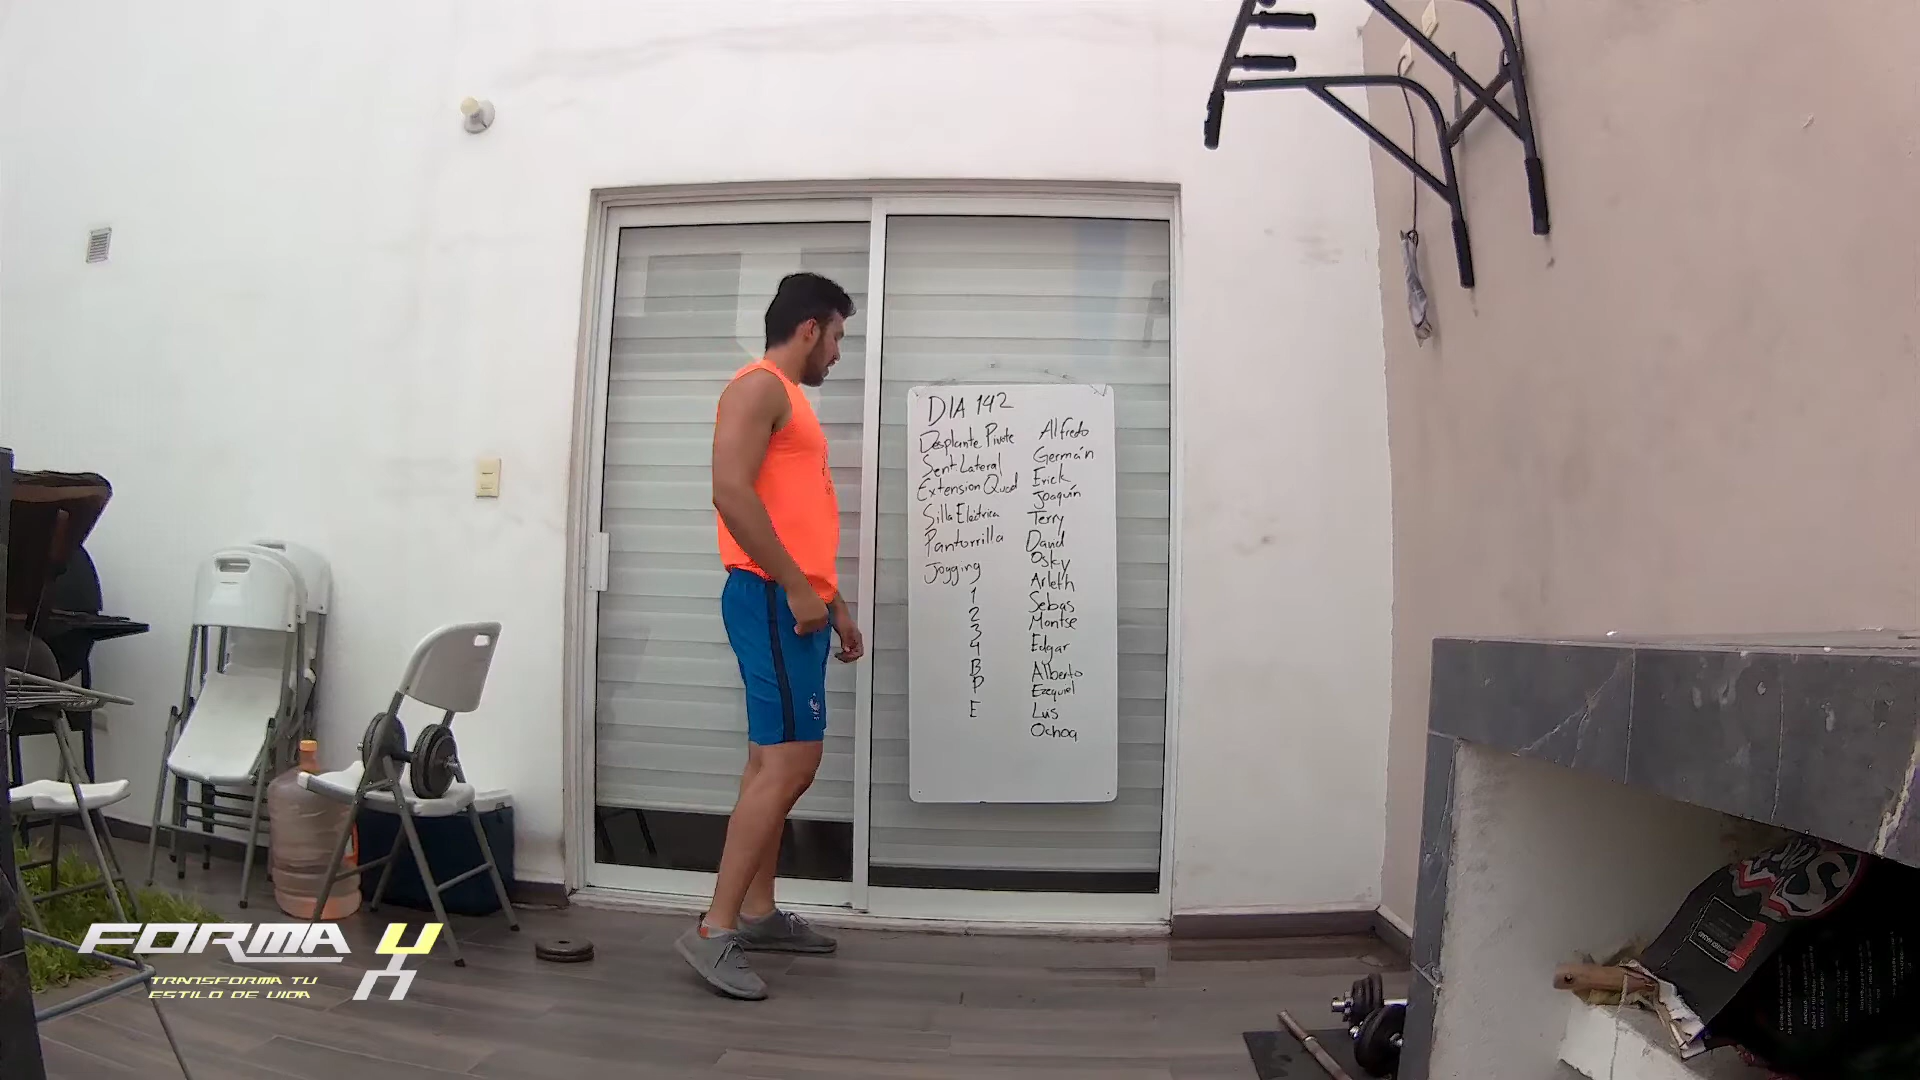 DIA 142
Desplante Pivote
Sent Lateral
Extension Quad
Silla Eléctrica
Pantorrilla
Jogging
1
2
3
4
B
P
E
Alfredo
Germán
Erick
Joaquín
Terry
David
Osky
Arleth
Sebas
Montse
Edgar
Alberto
Ezequiel
Luis
Ochoa
FORMA
TRANSFORMA TU
ESTILO DE VIDA